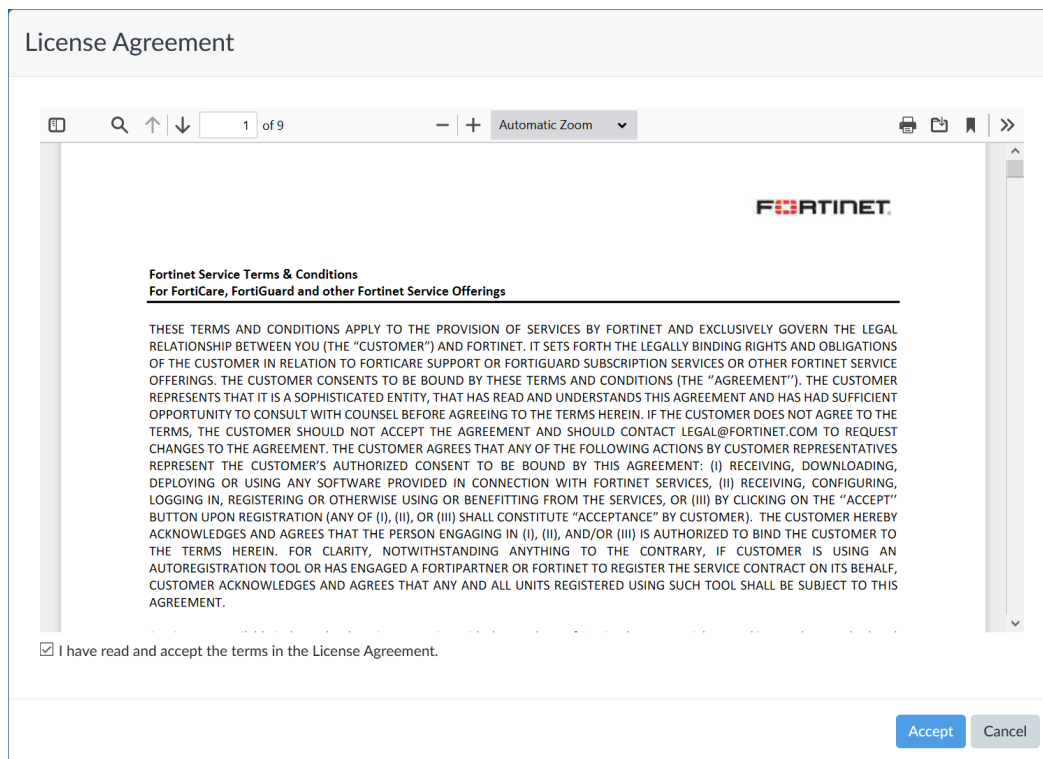 License Agreement
1 of 9
Automatic Zoom
FORTINET
Fortinet Service Terms & Conditions
For FortiCare, FortiGuard and other Fortinet Service Offerings
THESE TERMS AND CONDITIONS APPLY TO THE PROVISION OF SERVICES BY FORTINET AND EXCLUSIVELY GOVERN THE LEGAL
RELATIONSHIP BETWEEN YOU (THE “CUSTOMER”) AND FORTINET. IT SETS FORTH THE LEGALLY BINDING RIGHTS AND OBLIGATIONS
OF THE CUSTOMER IN RELATION TO FORTICARE SUPPORT OR FORTIGUARD SUBSCRIPTION SERVICES OR OTHER FORTINET SERVICE
OFFERINGS. THE CUSTOMER CONSENTS TO BE BOUND BY THESE TERMS AND CONDITIONS (THE “AGREEMENT”). THE CUSTOMER
REPRESENTS THAT IT IS A SOPHISTICATED ENTITY, THAT HAS READ AND UNDERSTANDS THIS AGREEMENT AND HAS HAD SUFFICIENT
OPPORTUNITY TO CONSULT WITH COUNSEL BEFORE AGREEING TO THE TERMS HEREIN. IF THE CUSTOMER DOES NOT AGREE TO THE
TERMS, THE CUSTOMER SHOULD NOT ACCEPT THE AGREEMENT AND SHOULD CONTACT LEGAL@FORTINET.COM TO REQUEST
CHANGES TO THE AGREEMENT. THE CUSTOMER AGREES THAT ANY OF THE FOLLOWING ACTIONS BY CUSTOMER REPRESENTATIVES
REPRESENT THE CUSTOMER’S AUTHORIZED CONSENT TO BE BOUND BY THIS AGREEMENT: (I) RECEIVING, DOWNLOADING,
DEPLOYING OR USING ANY SOFTWARE PROVIDED IN CONNECTION WITH FORTINET SERVICES, (II) RECEIVING, CONFIGURING,
LOGGING IN, REGISTERING OR OTHERWISE USING OR BENEFITTING FROM THE SERVICES, OR (III) BY CLICKING ON THE “ACCEPT”
BUTTON UPON REGISTRATION (ANY OF (I), (II), OR (III) SHALL CONSTITUTE “ACCEPTANCE” BY CUSTOMER). THE CUSTOMER HEREBY
ACKNOWLEDGES AND AGREES THAT THE PERSON ENGAGING IN (I), (II), AND/OR (III) IS AUTHORIZED TO BIND THE CUSTOMER TO
THE TERMS HEREIN. FOR CLARITY, NOTWITHSTANDING ANYTHING TO THE CONTRARY, IF CUSTOMER IS USING AN
AUTOREGISTRATION TOOL OR HAS ENGAGED A FORTIPARTNER OR FORTINET TO REGISTER THE SERVICE CONTRACT ON ITS BEHALF,
CUSTOMER ACKNOWLEDGES AND AGREES THAT ANY AND ALL UNITS REGISTERED USING SUCH TOOL SHALL BE SUBJECT TO THIS
AGREEMENT.
I have read and accept the terms in the License Agreement.
Accept Cancel